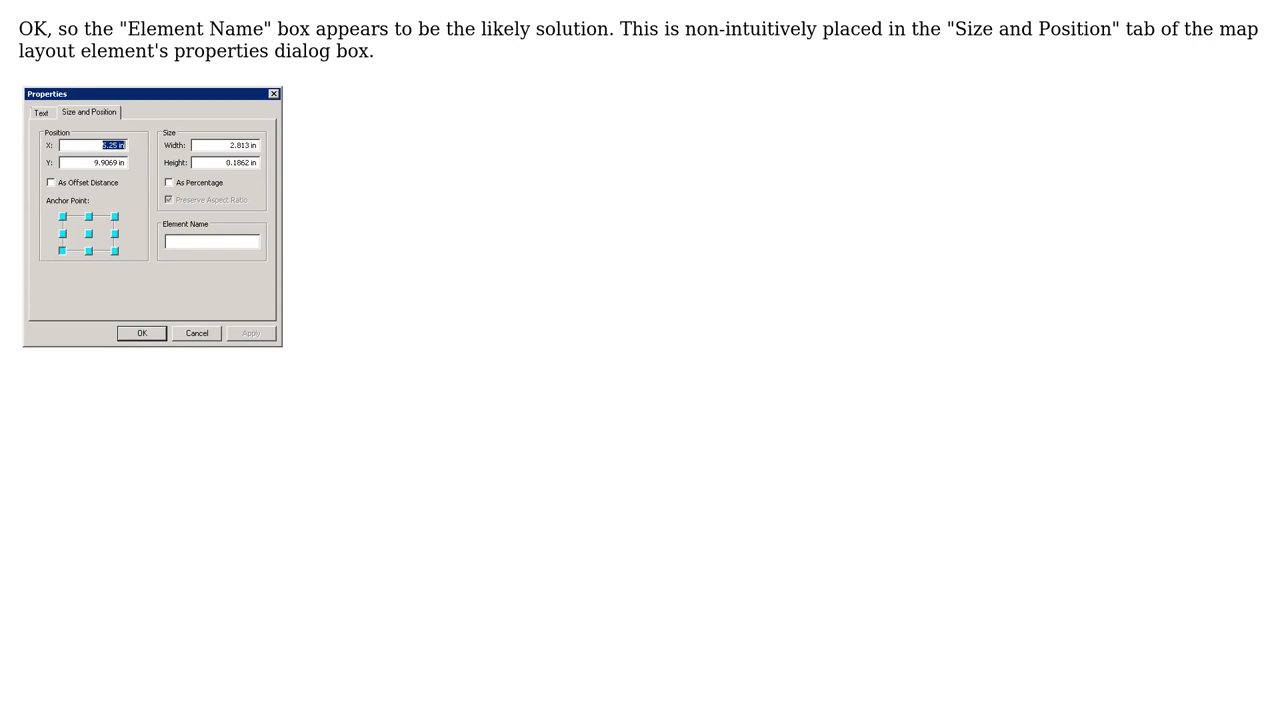 OK, so the "Element Name" box appears to be the likely solution. This is non-intuitively placed in the "Size and Position" tab of the map
layout element's properties dialog box.
Properties
Text Size and Position
Position
X: 5.25 in
Y: 9.9069 in
As Offset Distance
Anchor Point:
Size
Width: 2.813 in
Height: 0.1862 in
As Percentage
Preserve Aspect Ratio
Element Name
OK Cancel Apply